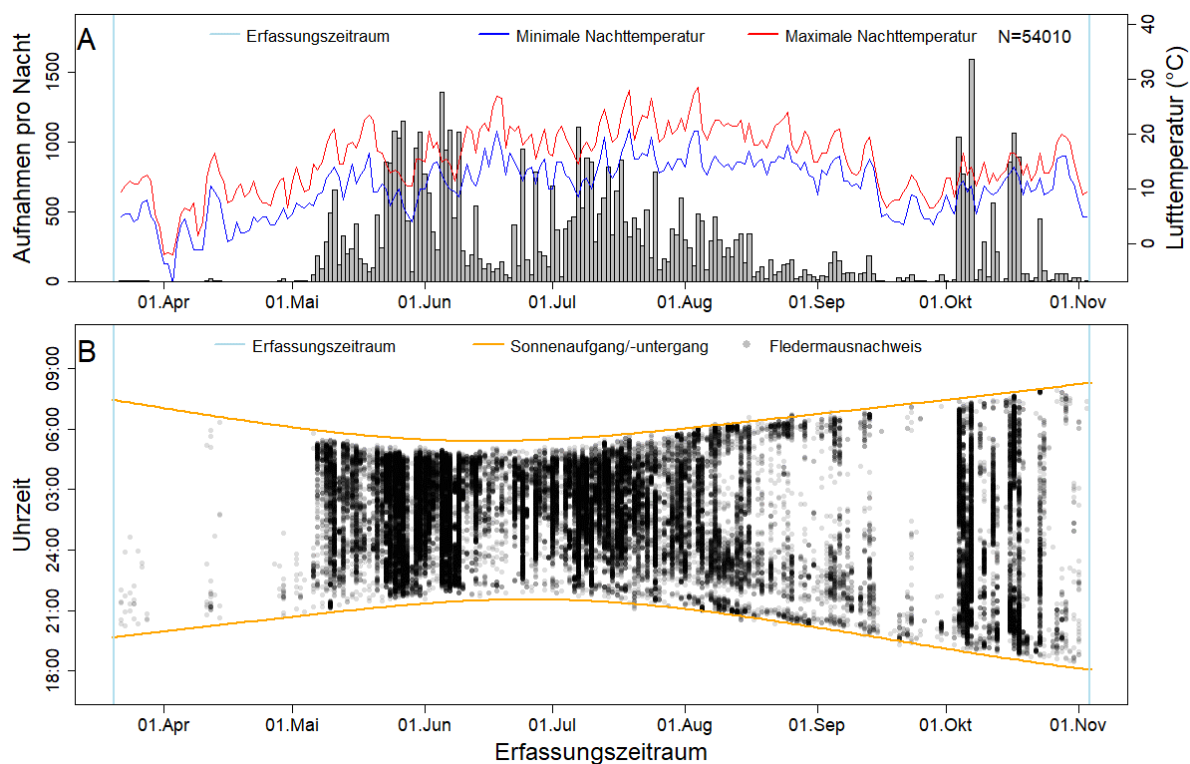 A
Erfassungszeitraum
Minimale Nachttemperatur
Maximale Nachttemperatur
N=54010
Aufnahmen pro Nacht
0
500
1000
1500
Lufttemperatur (°C)
0
10
20
30
40
01.Apr
01.Mai
01.Jun
01.Jul
01.Aug
01.Sep
01.Okt
01.Nov
B
Erfassungszeitraum
Sonnenaufgang/-untergang
Fledermausnachweis
Uhrzeit
18:00
21:00
24:00
03:00
06:00
09:00
01.Apr
01.Mai
01.Jun
01.Jul
01.Aug
01.Sep
01.Okt
01.Nov
Erfassungszeitraum